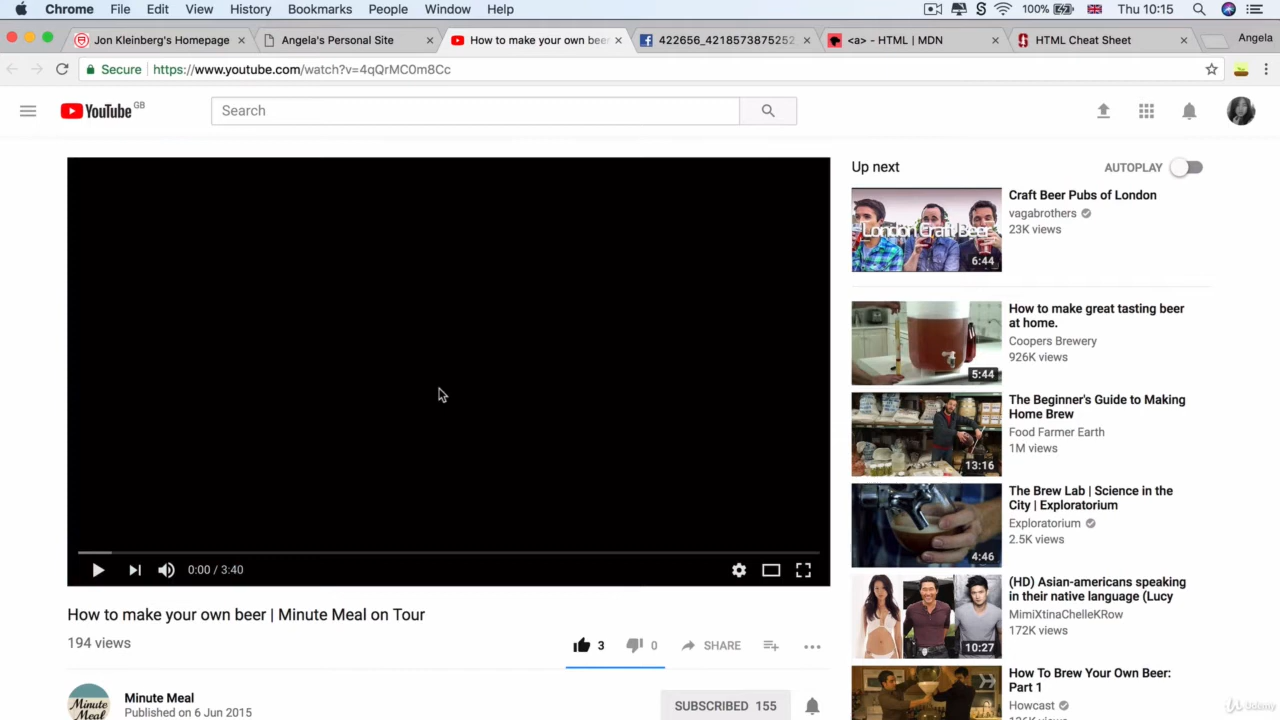 Chrome File Edit View History Bookmarks People Window Help 100% Thu 10:15
Jon Kleinberg's Homepage Angela's Personal Site How to make your own beer 422656_4218573875252 <a> - HTML | MDN HTML Cheat Sheet Angela
Secure https://www.youtube.com/watch?v=4qQrMC0m8Cc
YouTube GB Search
Up next AUTOPLAY
Craft Beer Pubs of London
vagabrothers
23K views
London Craft Beer
6:44
How to make great tasting beer
at home.
Coopers Brewery
926K views
5:44
The Beginner's Guide to Making
Home Brew
Food Farmer Earth
1M views
13:16
The Brew Lab | Science in the
City | Exploratorium
Exploratorium
2.5K views
4:46
(HD) Asian-americans speaking
in their native language (Lucy
MimiXtinaChelleKRow
172K views
10:27
How To Brew Your Own Beer:
Part 1
Howcast
0:00 / 3:40
How to make your own beer | Minute Meal on Tour
194 views
3 0 SHARE
Minute Meal
Minute Meal
Published on 6 Jun 2015
SUBSCRIBED 155
Udemy